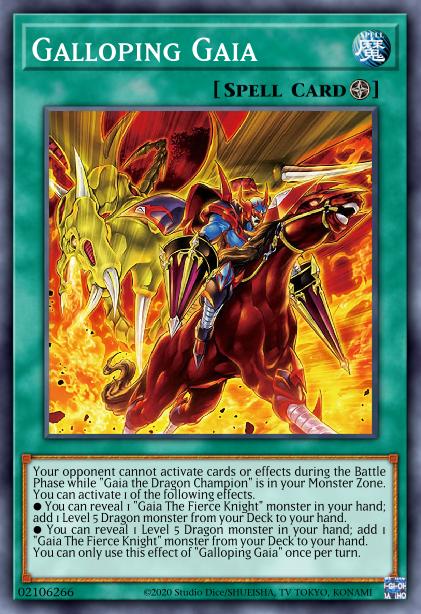 GALLOPING GAIA
SPELL
魔
[SPELL CARD]
Your opponent cannot activate cards or effects during the Battle
Phase while "Gaia the Dragon Champion" is in your Monster Zone.
You can activate 1 of the following effects.
● You can reveal 1 "Gaia The Fierce Knight" monster in your hand;
add 1 Level 5 Dragon monster from your Deck to your hand.
● You can reveal 1 Level 5 Dragon monster in your hand; add 1
"Gaia The Fierce Knight" monster from your Deck to your hand.
You can only use this effect of "Galloping Gaia" once per turn.
02106266 ©2020 Studio Dice/SHUEISHA, TV TOKYO, KONAMI